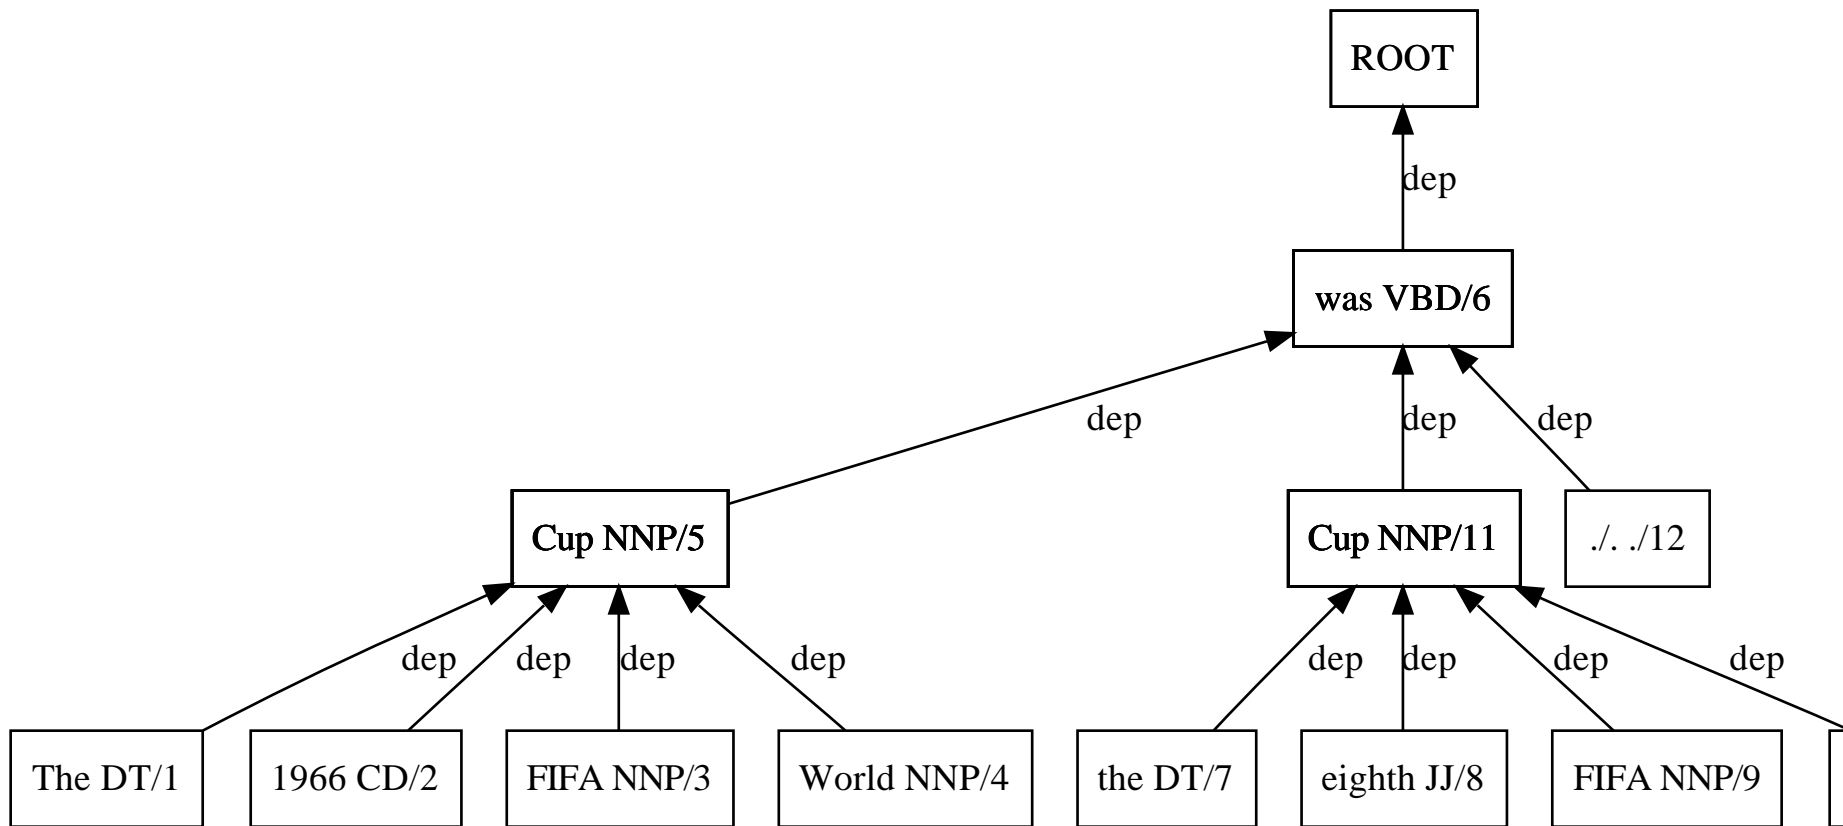 ROOT
dep
was VBD/6
dep dep dep
Cup NNP/5 Cup NNP/11 ./. ./12
dep dep dep dep dep dep dep dep
The DT/1 1966 CD/2 FIFA NNP/3 World NNP/4 the DT/7 eighth JJ/8 FIFA NNP/9